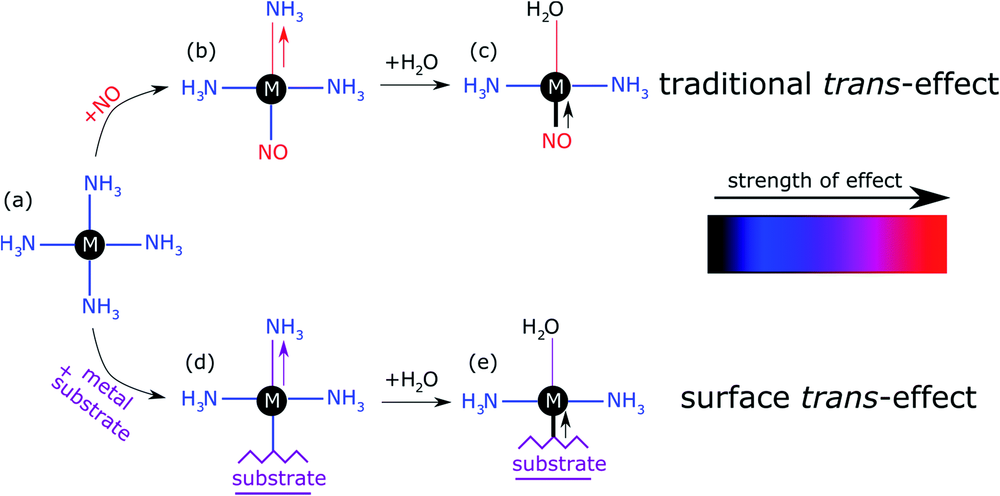 NH3
(b)
H3N M NH3
NO
+NO
+H2O
H2O
(c)
H3N M NH3
NO
traditional trans-effect
(a)
NH3
H3N M NH3
NH3
strength of effect
+ metal
substrate
NH3
(d)
H3N M NH3
substrate
+H2O
H2O
(e)
H3N M NH3
substrate
surface trans-effect